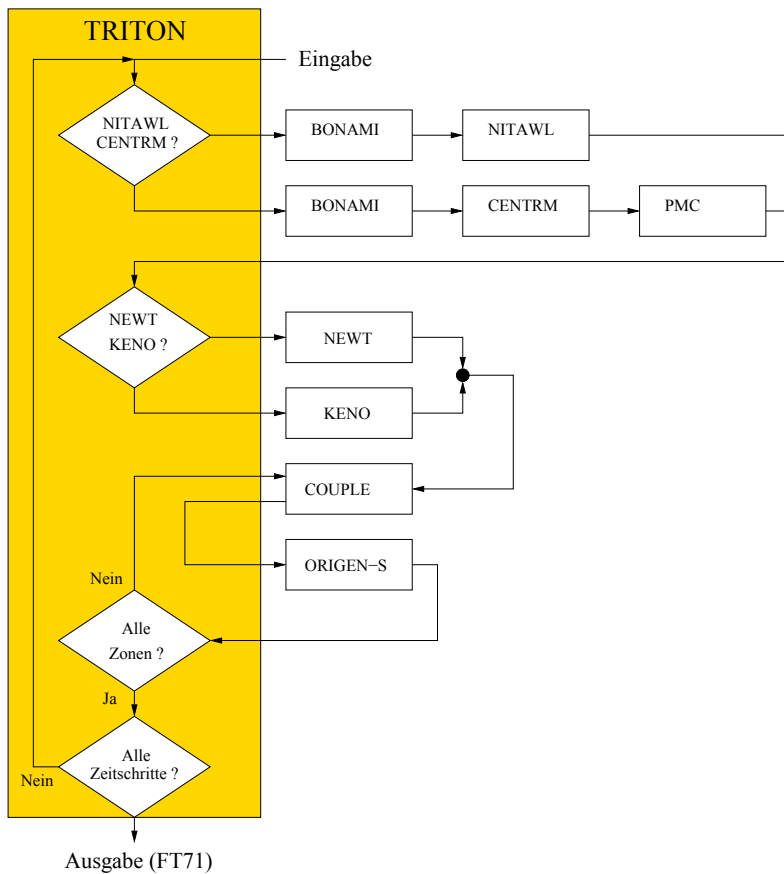 TRITON
Eingabe
NITAWL
CENTRM ?
BONAMI
NITAWL
BONAMI
CENTRM
PMC
NEWT
KENO ?
NEWT
KENO
COUPLE
ORIGEN−S
Nein
Alle
Zonen ?
Ja
Alle
Zeitschritte ?
Nein
Ausgabe (FT71)